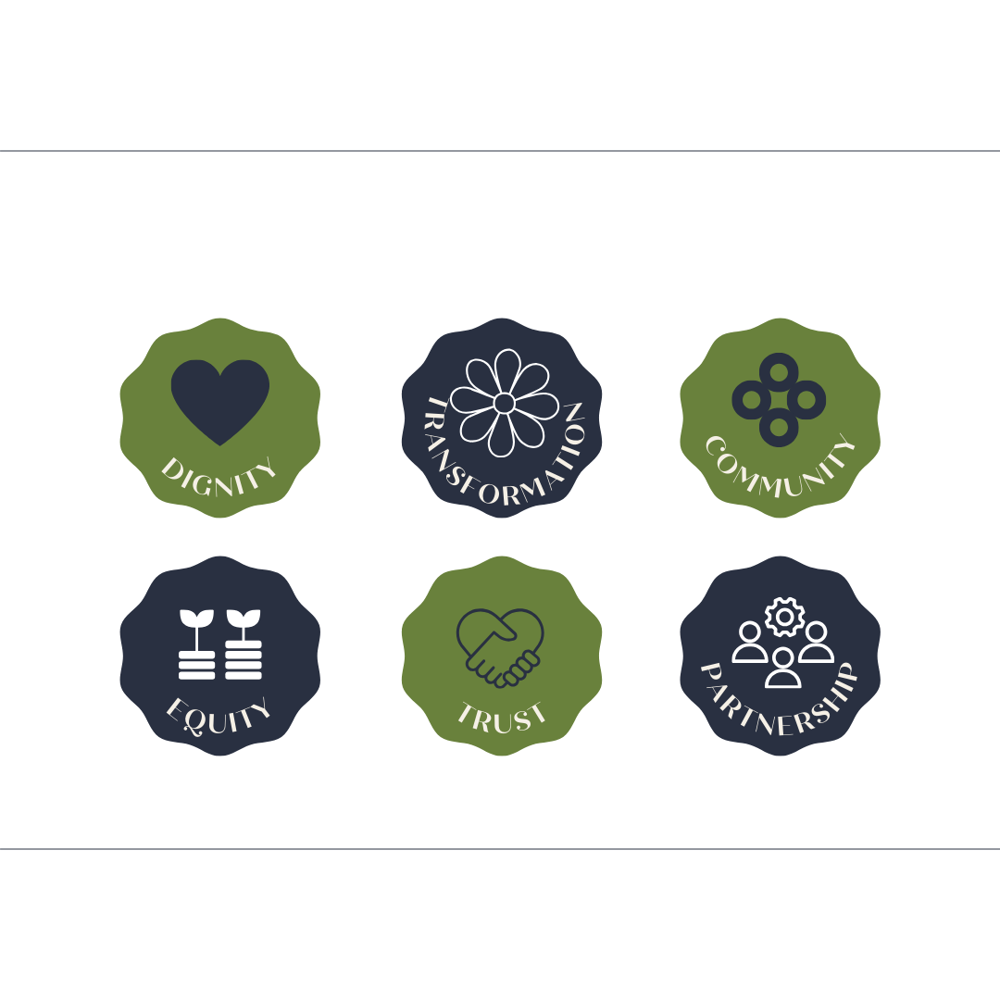 DIGNITY
TRANSFORMATION
COMMUNITY
EQUITY
TRUST
PARTNERSHIP